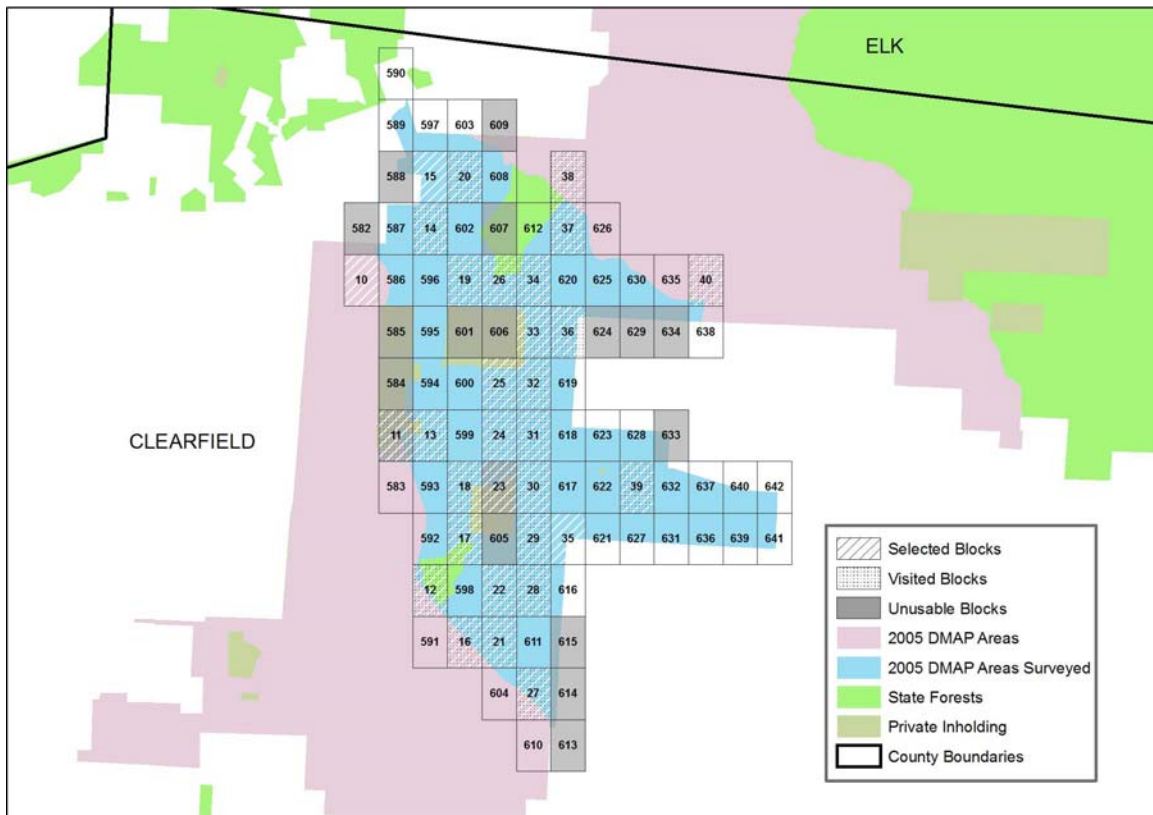 ELK
590
589 597 603 609
588 15 20 608 38
582 587 14 602 607 612 37 626
10 586 596 19 26 34 620 625 630 635 40
585 595 601 606 33 36 624 629 634 638
584 594 600 25 32 619
CLEARFIELD
11 13 599 24 31 618 623 628 633
583 593 18 23 30 617 622 39 632 637 640 642
592 17 605 29 35 621 627 631 636 639 641
12 598 22 28 616
591 16 21 611 615
604 27 614
610 613
Selected Blocks
Visited Blocks
Unusable Blocks
2005 DMAP Areas
2005 DMAP Areas Surveyed
State Forests
Private Inholding
County Boundaries